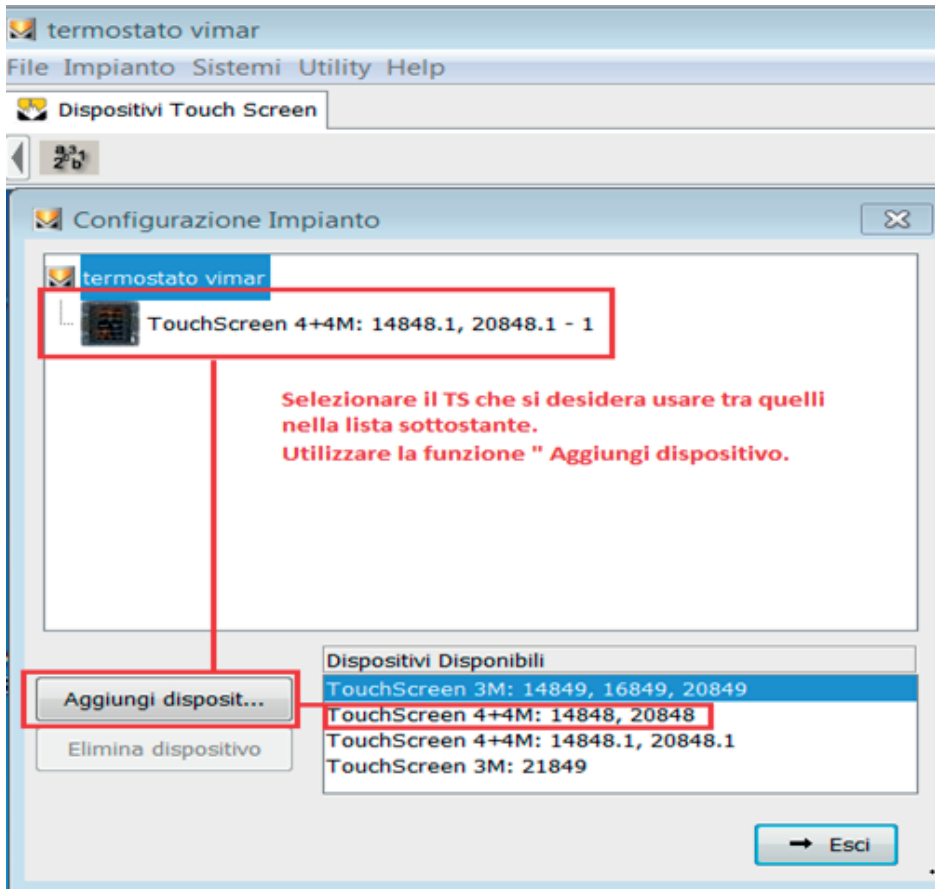 termostato vimar
File Impianto Sistemi Utility Help
Dispositivi Touch Screen
Configurazione Impianto
termostato vimar
TouchScreen 4+4M: 14848.1, 20848.1 - 1
Selezionare il TS che si desidera usare tra quelli
nella lista sottostante.
Utilizzare la funzione " Aggiungi dispositivo.
Dispositivi Disponibili
Aggiungi disposit...
TouchScreen 3M: 14849, 16849, 20849
TouchScreen 4+4M: 14848, 20848
Elimina dispositivo
TouchScreen 4+4M: 14848.1, 20848.1
TouchScreen 3M: 21849
Esci